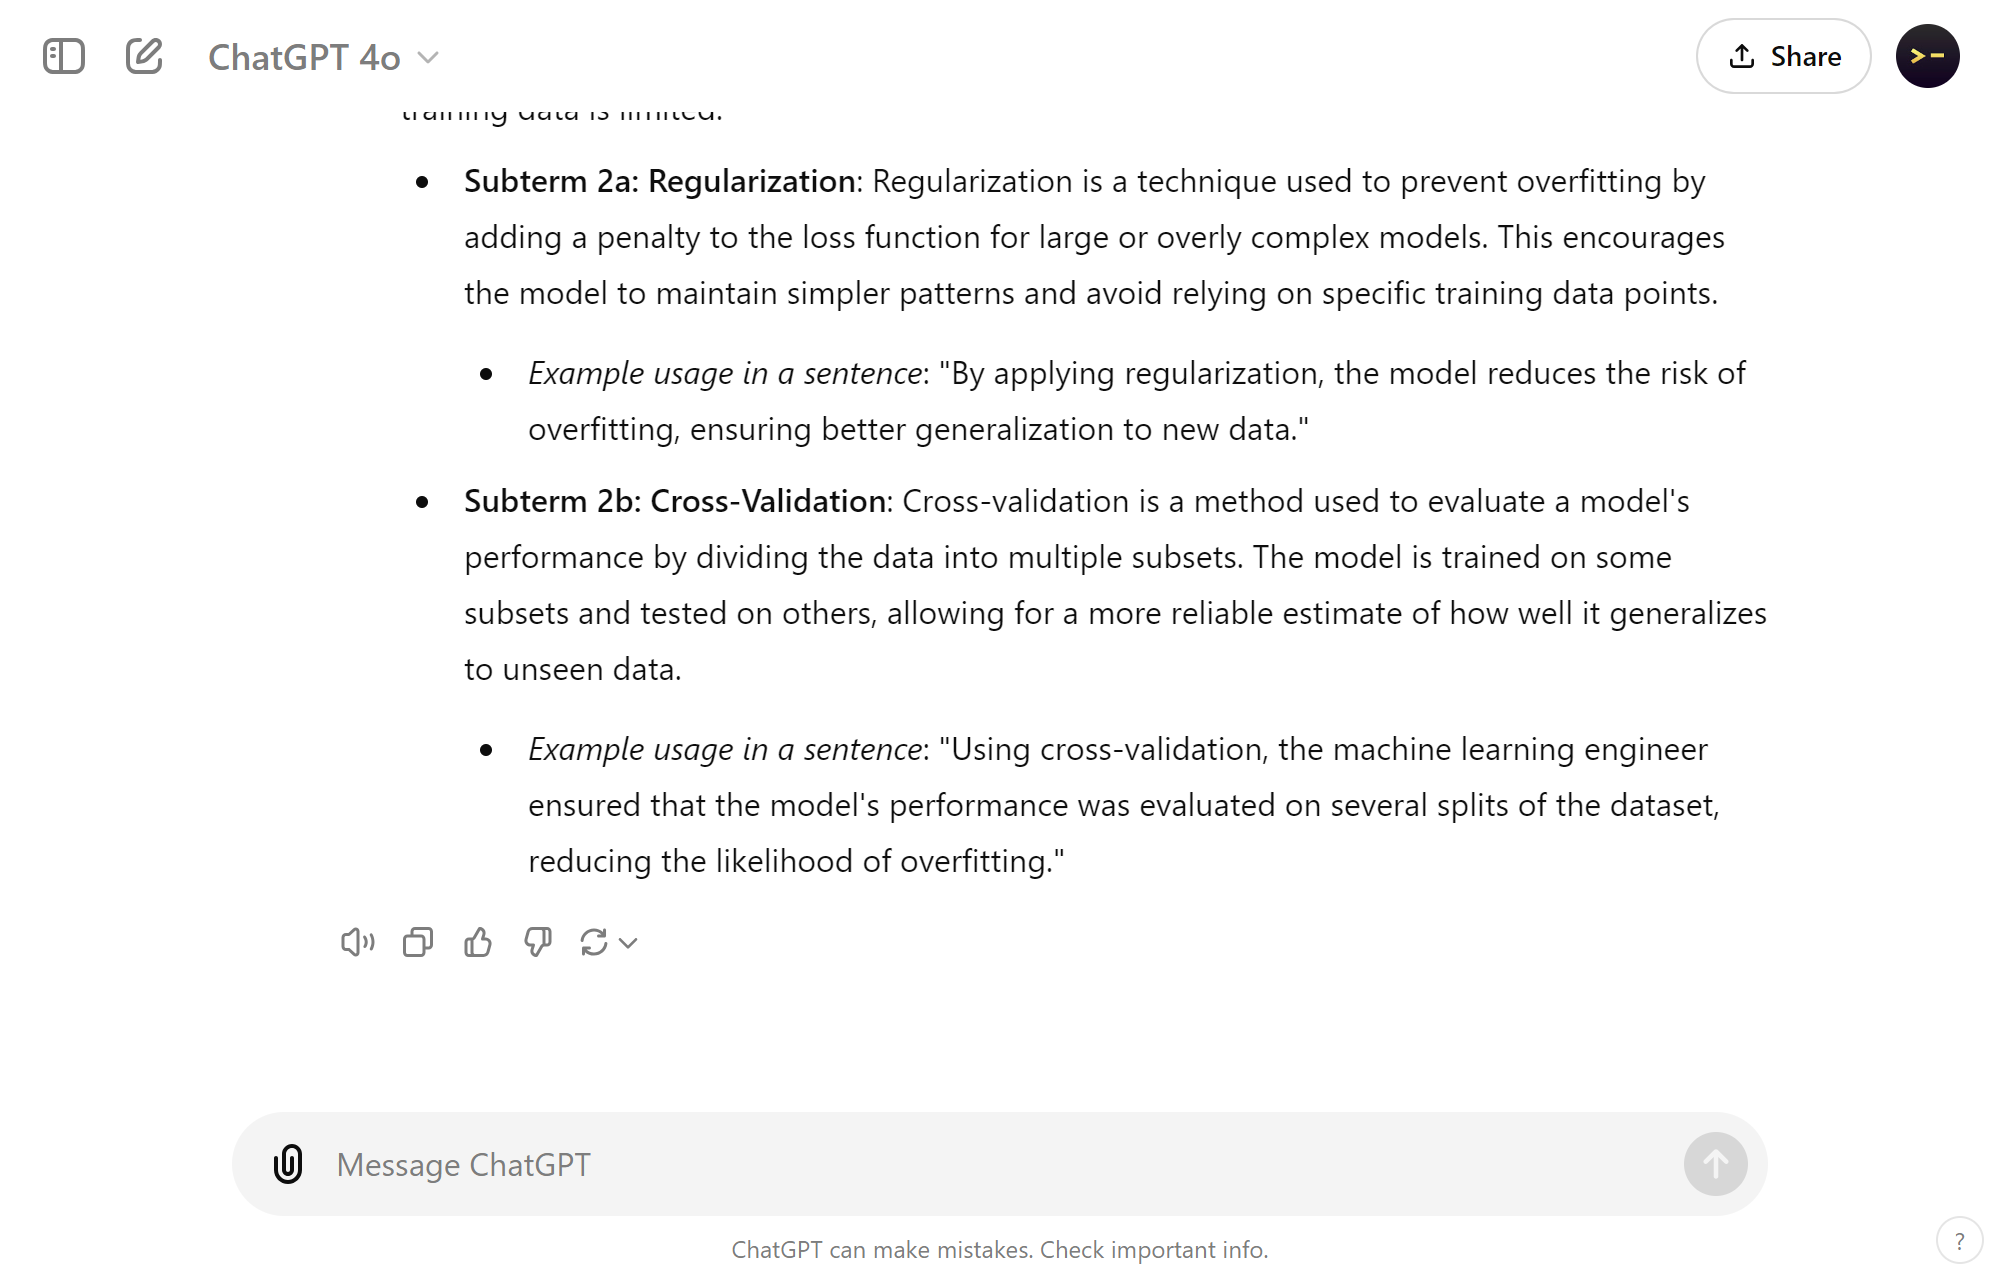 ChatGPT 4o
Share
training data is limited.
Subterm 2a: Regularization: Regularization is a technique used to prevent overfitting by
adding a penalty to the loss function for large or overly complex models. This encourages
the model to maintain simpler patterns and avoid relying on specific training data points.
Example usage in a sentence: "By applying regularization, the model reduces the risk of
overfitting, ensuring better generalization to new data."
Subterm 2b: Cross-Validation: Cross-validation is a method used to evaluate a model's
performance by dividing the data into multiple subsets. The model is trained on some
subsets and tested on others, allowing for a more reliable estimate of how well it generalizes
to unseen data.
Example usage in a sentence: "Using cross-validation, the machine learning engineer
ensured that the model's performance was evaluated on several splits of the dataset,
reducing the likelihood of overfitting."
Message ChatGPT
ChatGPT can make mistakes. Check important info.
?